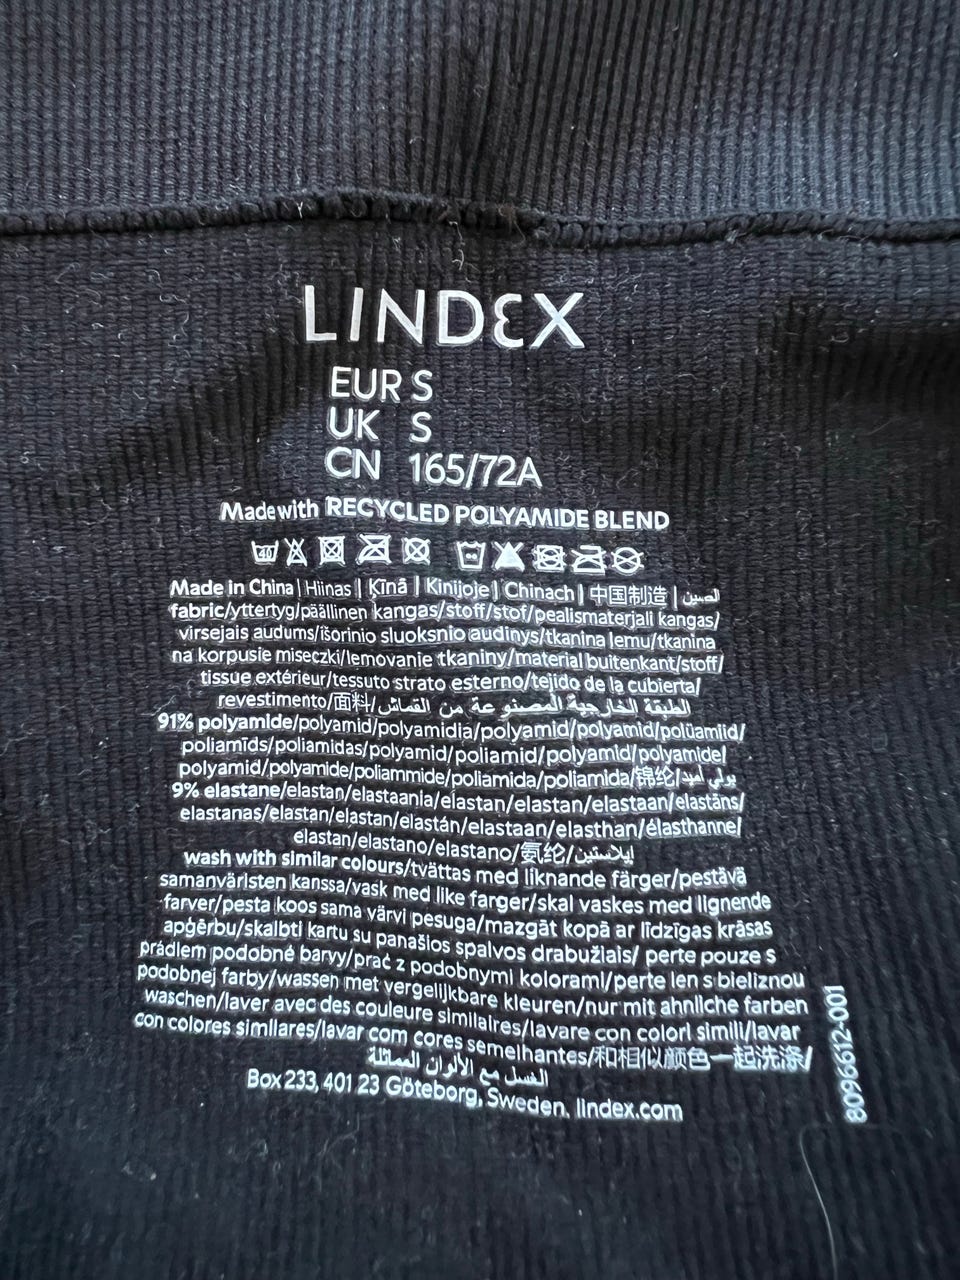 LINDEX
EUR S
UK S
CN 165/72A
Made with RECYCLED POLYAMIDE BLEND
Made in China | Hiinas | Ķīnā | Kinijoje | Chinach | 中国制造 | الصين
fabric/yttertyg/päällinen kangas/stoff/stof/pealismaterjali kangas/
virsejais audums/išorinio sluoksnio audinys/tkanina lemu/tkanina
na korpusie miseczki/lemovanie tkaniny/material buitenkant/stoff/
tissue extérieur/tessuto strato esterno/tejido de la cubierta/
revestimento/面料/الطبقة الخارجية المصنوعة من القماش
91% polyamide/polyamid/polyamidia/polyamid/polyamid/polüamiid/
poliamīds/poliamidas/polyamid/poliamid/polyamid/polyamide/
polyamid/polyamide/poliammide/poliamida/poliamida/锦纶/بولي أميد
9% elastane/elastan/elastaania/elastan/elastan/elastaan/elastāns/
elastanas/elastan/elastan/elastán/elastaan/elasthan/élasthanne/
elastan/elastano/elastano/氨纶/إيلاستين
wash with similar colours/tvättas med liknande färger/pestävä
samanväristen kanssa/vask med like farger/skal vaskes med lignende
farver/pesta koos sama värvi pesuga/mazgāt kopā ar līdzīgas krāsas
apģērbu/skalbti kartu su panašios spalvos drabužiais/ perte pouze s
prádlem podobné barvy/prać z podobnymi kolorami/perte len s bieliznou
podobnej farby/wassen met vergelijkbare kleuren/nur mit ähnliche farben
waschen/laver avec des couleure similaires/lavare con colori simili/lavar
con colores similares/lavar com cores semelhantes/和相似颜色一起洗涤/
الغسل مع الألوان المماثلة
Box 233, 401 23 Göteborg, Sweden. lindex.com
8096612-001